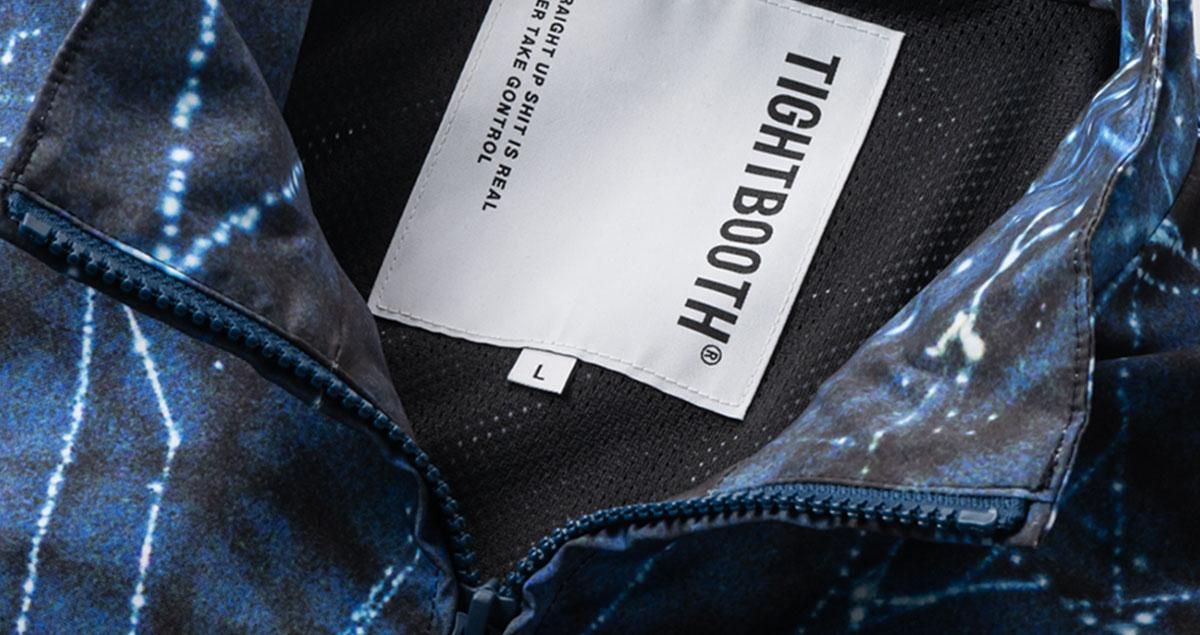 TIGHTBOOTH®
RAIGHT UP SHIT IS REAL
ER TAKE GONTROL
L